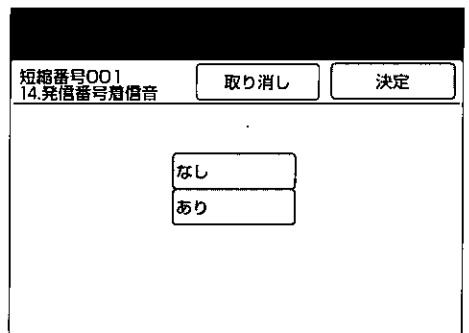 短縮番号001
14.発信番号着信音
取り消し
決定
なし
あり